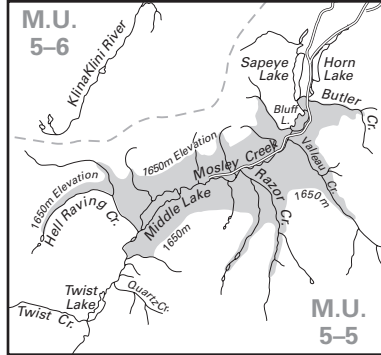 M.U.
5–6
KlinaKlini River
Sapeye
Lake
Horn
Lake
Bluff
L.
Butler
Cr.
1650m Elevation
Mosley Creek
Valleau Cr.
1650m Elevation
Hell Raving Cr.
Middle Lake
Razor Cr.
1650m
1650m
Twist
Lake
Quartz Cr.
Twist Cr.
M.U.
5–5